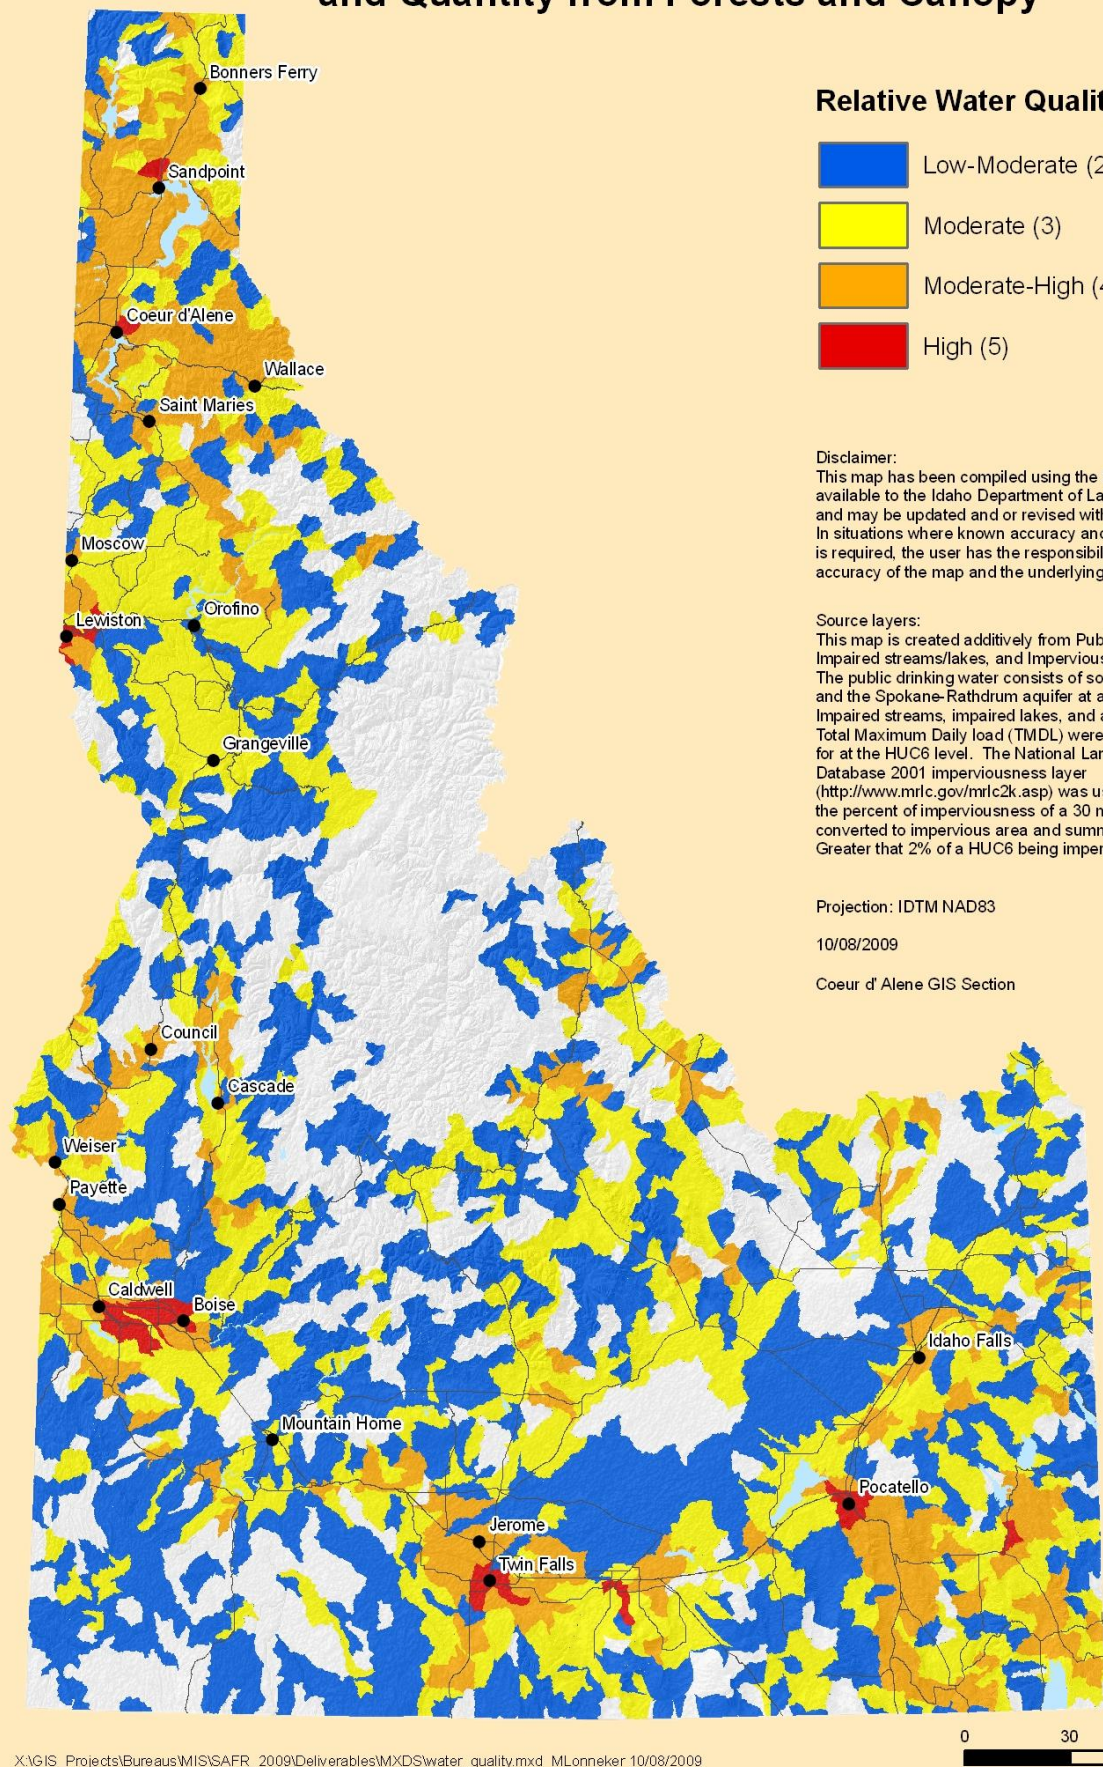 and Quantity from Forests and Canopy
Relative Water Qualit
Low-Moderate (2
Moderate (3)
Moderate-High (4
High (5)
Disclaimer:
This map has been compiled using the
available to the Idaho Department of La
and may be updated and or revised with
In situations where known accuracy and
is required, the user has the responsibil
accuracy of the map and the underlying
Source layers:
This map is created additively from Pub
Impaired streams/lakes, and Impervious
The public drinking water consists of so
and the Spokane-Rathdrum aquifer at a
Impaired streams, impaired lakes, and a
Total Maximum Daily load (TMDL) were
for at the HUC6 level. The National Lan
Database 2001 imperviousness layer
(http://www.mrlc.gov/mrlc2k.asp) was u
the percent of imperviousness of a 30 m
converted to impervious area and summ
Greater that 2% of a HUC6 being imper
Projection: IDTM NAD83
10/08/2009
Coeur d' Alene GIS Section
Bonners Ferry
Sandpoint
Coeur d'Alene
Wallace
Saint Maries
Moscow
Orofino
Lewiston
Grangeville
Council
Cascade
Weiser
Payette
Caldwell
Boise
Idaho Falls
Mountain Home
Pocatello
Jerome
Twin Falls
0 30
X:\GIS_Projects\Bureaus\MIS\SAFR_2009\Deliverables\MXDS\water_quality.mxd_MLonneker 10/08/2009